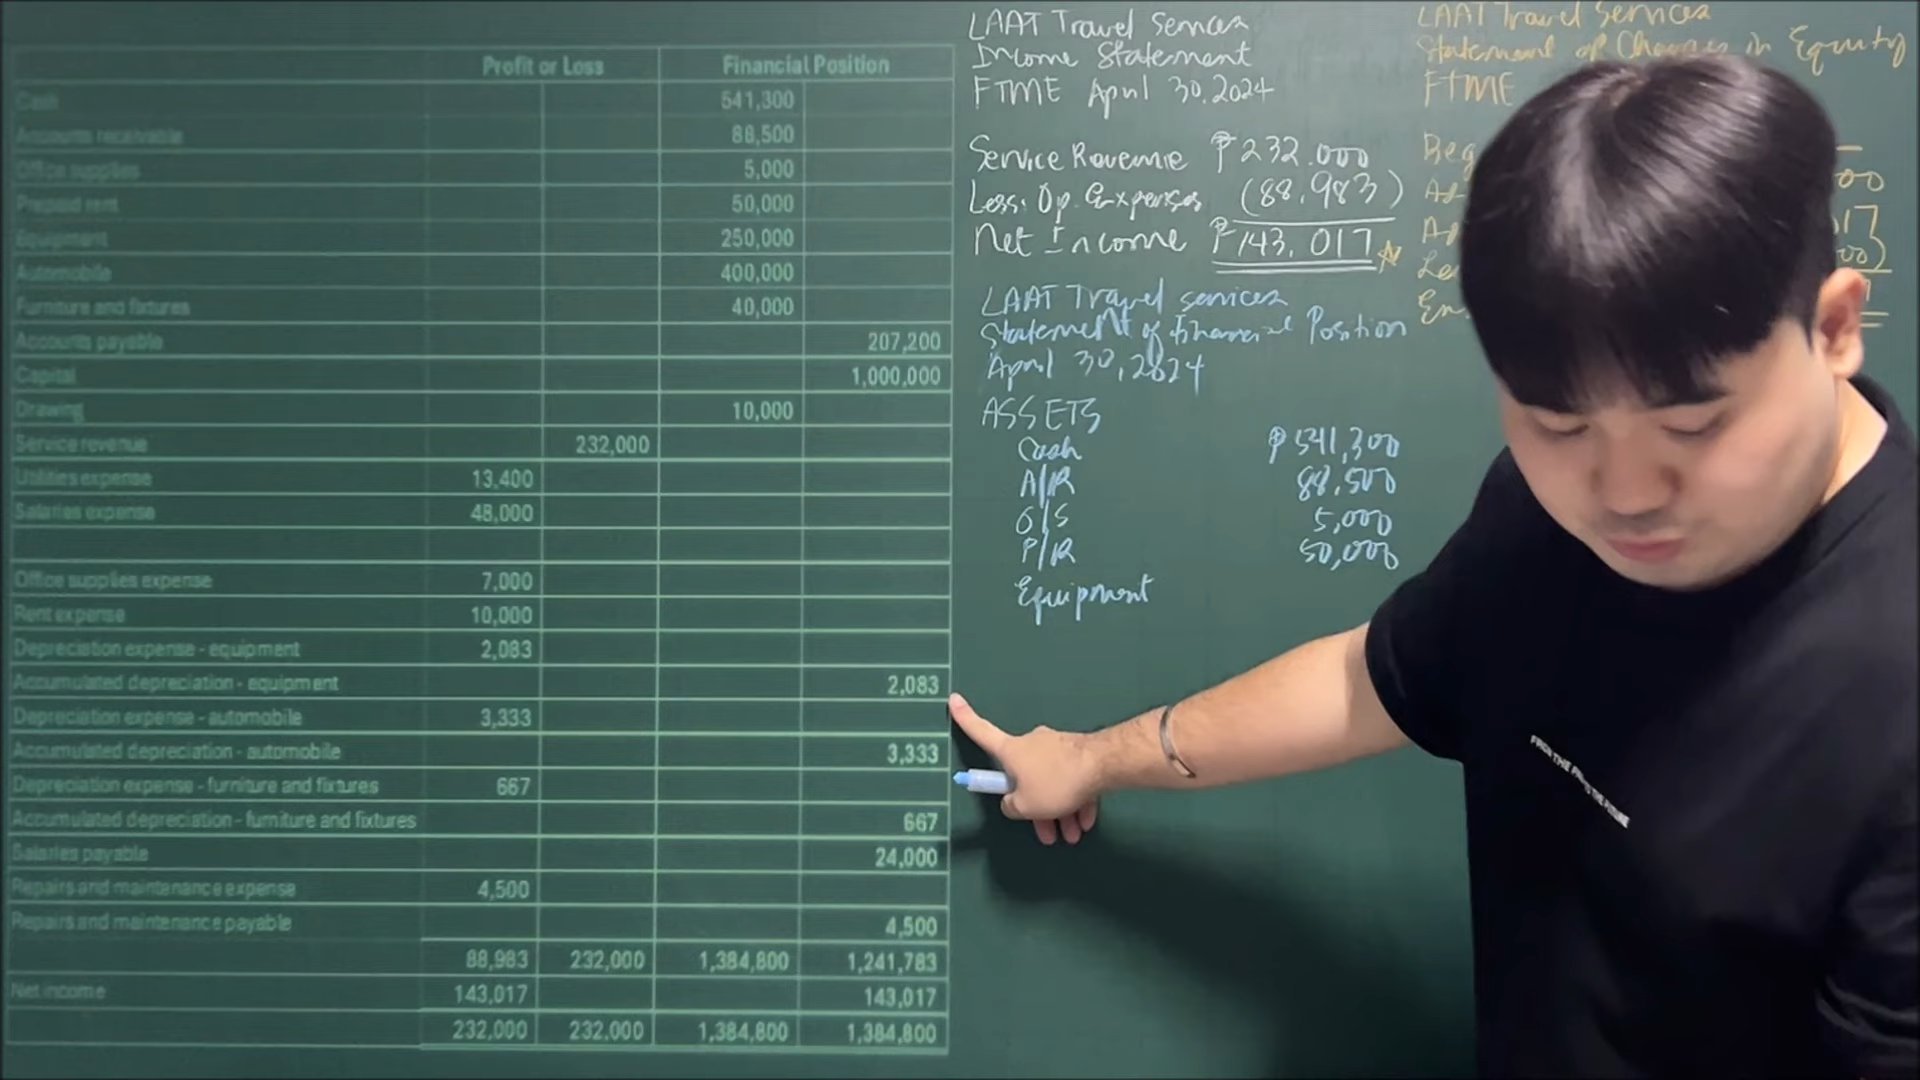 Profit or Loss Financial Position
Cash 541,300
Accounts receivable 88,500
Office supplies 5,000
Prepaid rent 50,000
Equipment 250,000
Automobile 400,000
Furniture and fixtures 40,000
Accounts payable 207,200
Capital 1,000,000
Drawing 10,000
Service revenue 232,000
Utilities expense 13,400
Salaries expense 48,000
Office supplies expense 7,000
Rent expense 10,000
Depreciation expense - equipment 2,083
Accumulated depreciation - equipment 2,083
Depreciation expense - automobile 3,333
Accumulated depreciation - automobile 3,333
Depreciation expense - furniture and fixtures 667
Accumulated depreciation - furniture and fixtures 667
Salaries payable 24,000
Repairs and maintenance expense 4,500
Repairs and maintenance payable 4,500
88,983 232,000 1,384,800 1,241,783
Net income 143,017 143,017
232,000 232,000 1,384,800 1,384,800
LAAT Travel Services
Income Statement
FTME April 30, 2024
Service Revenue ₱232.000
Less: Op. Expenses (88,983)
Net Income ₱143,017
LAAT Travel Services
Statement of Financial Position
April 30, 2024
ASSETS
Cash ₱541,300
A/R 88,500
O/S 5,000
P/R 50,000
Equipment
LAAT Travel Services
Statement of Changes in Equity
FTME
Beg